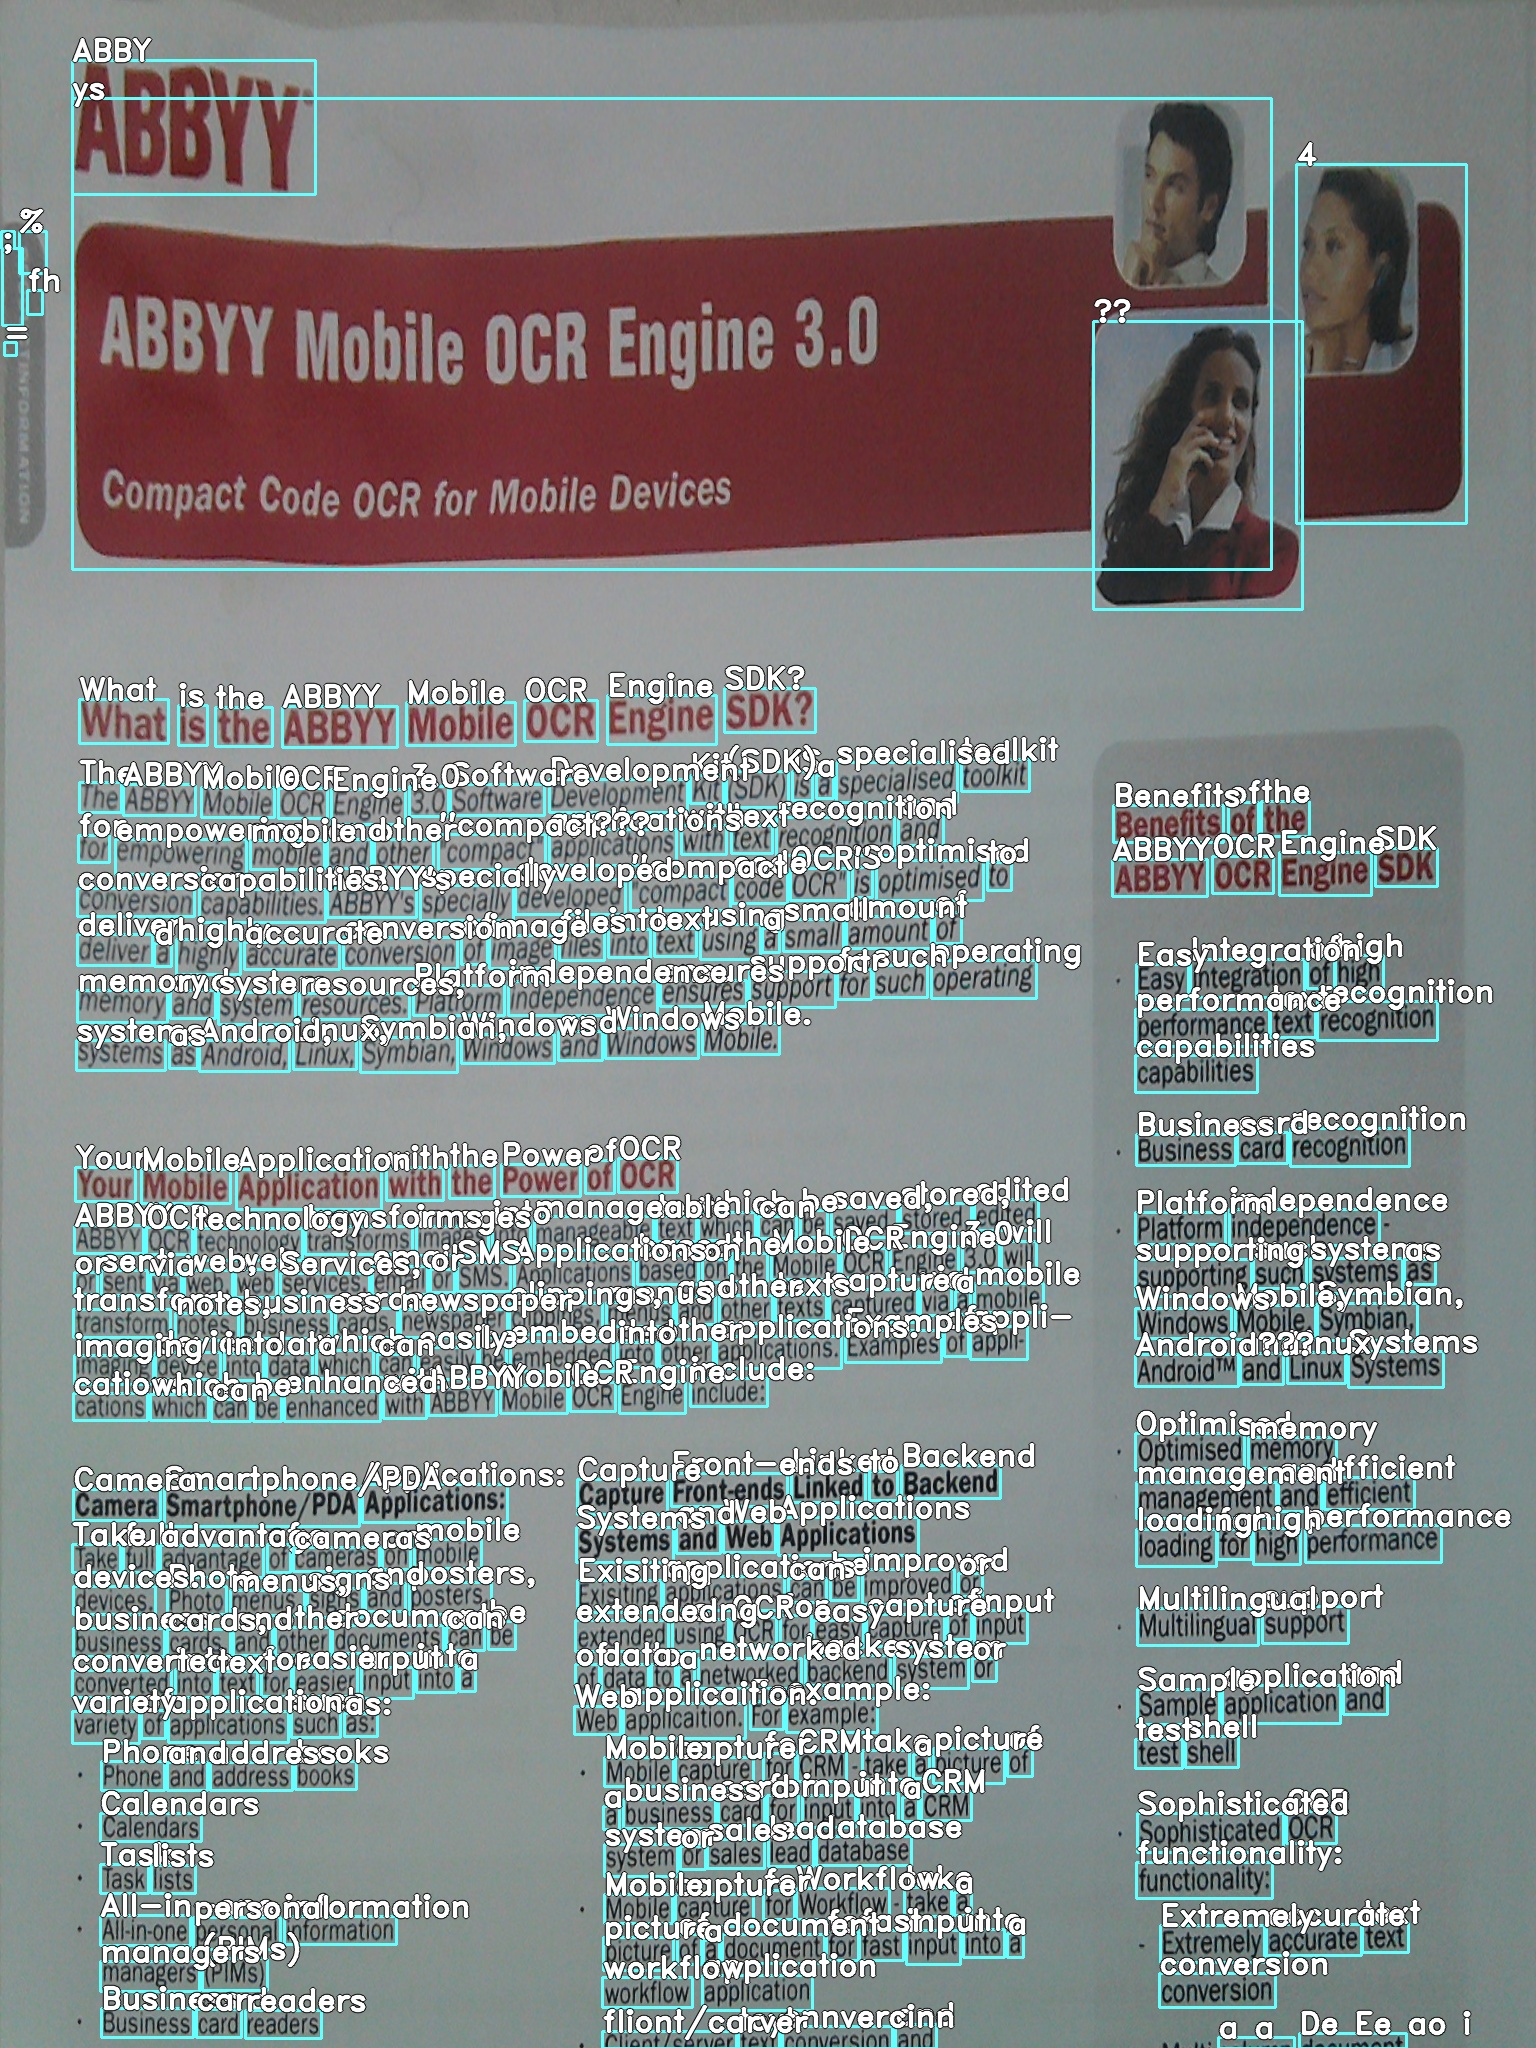 ABBYY
INFORMATION
ABBYY Mobile OCR Engine 3.0
Compact Code OCR for Mobile Devices
What is the ABBYY Mobile OCR Engine SDK?
The ABBYY Mobile OCR Engine 3.0 Software Development Kit (SDK) is a specialised toolkit
for empowering mobile and other compact applications with text recognition and
conversion capabilities. ABBYY's specially developed "compact code OCR" is optimised to
deliver a highly accurate conversion of image files into text using a small amount of
memory and system resources. Platform independence ensures support for such operating
systems as Android, Linux, Symbian, Windows and Windows Mobile.
Your Mobile Application with the Power of OCR
ABBYY OCR technology transforms images into manageable text which can be saved, stored, edited
or sent via web, web services, email or SMS. Applications based on the Mobile OCR Engine 3.0 will
transform notes, business cards, newspaper clippings, menus and other texts captured via a mobile
imaging device into data which can be easily embedded into other applications. Examples of appli-
cations which can be enhanced with ABBYY Mobile OCR Engine include:
Camera Smartphone/PDA Applications:
Take full advantage of cameras on mobile
devices. Photo menus, signs and posters,
business cards, and other documents can be
converted into text for easier input into a
variety of applications such as:
· Phone and address books
· Calendars
· Task lists
· All-in-one personal information
managers (PIMs)
· Business card readers
Capture Front-ends Linked to Backend
Systems and Web Applications
Exisiting applications can be improved or
extended using OCR for easy capture of input
of data to a networked backend system or
Web applicaition. For example:
· Mobile capture for CRM - take a picture of
a business card for input into a CRM
system or sales lead database
· Mobile capture for Workflow - take a
picture of a document for fast input into a
workflow application
· Client/server text conversion and
Benefits of the
ABBYY OCR Engine SDK
· Easy integration of high
performance text recognition
capabilities
· Business card recognition
· Platform independence -
supporting such systems as
Windows Mobile, Symbian,
Android™ and Linux Systems
· Optimised memory
management and efficient
loading for high performance
· Multilingual support
· Sample application and
test shell
· Sophisticated OCR
functionality:
- Extremely accurate text
conversion